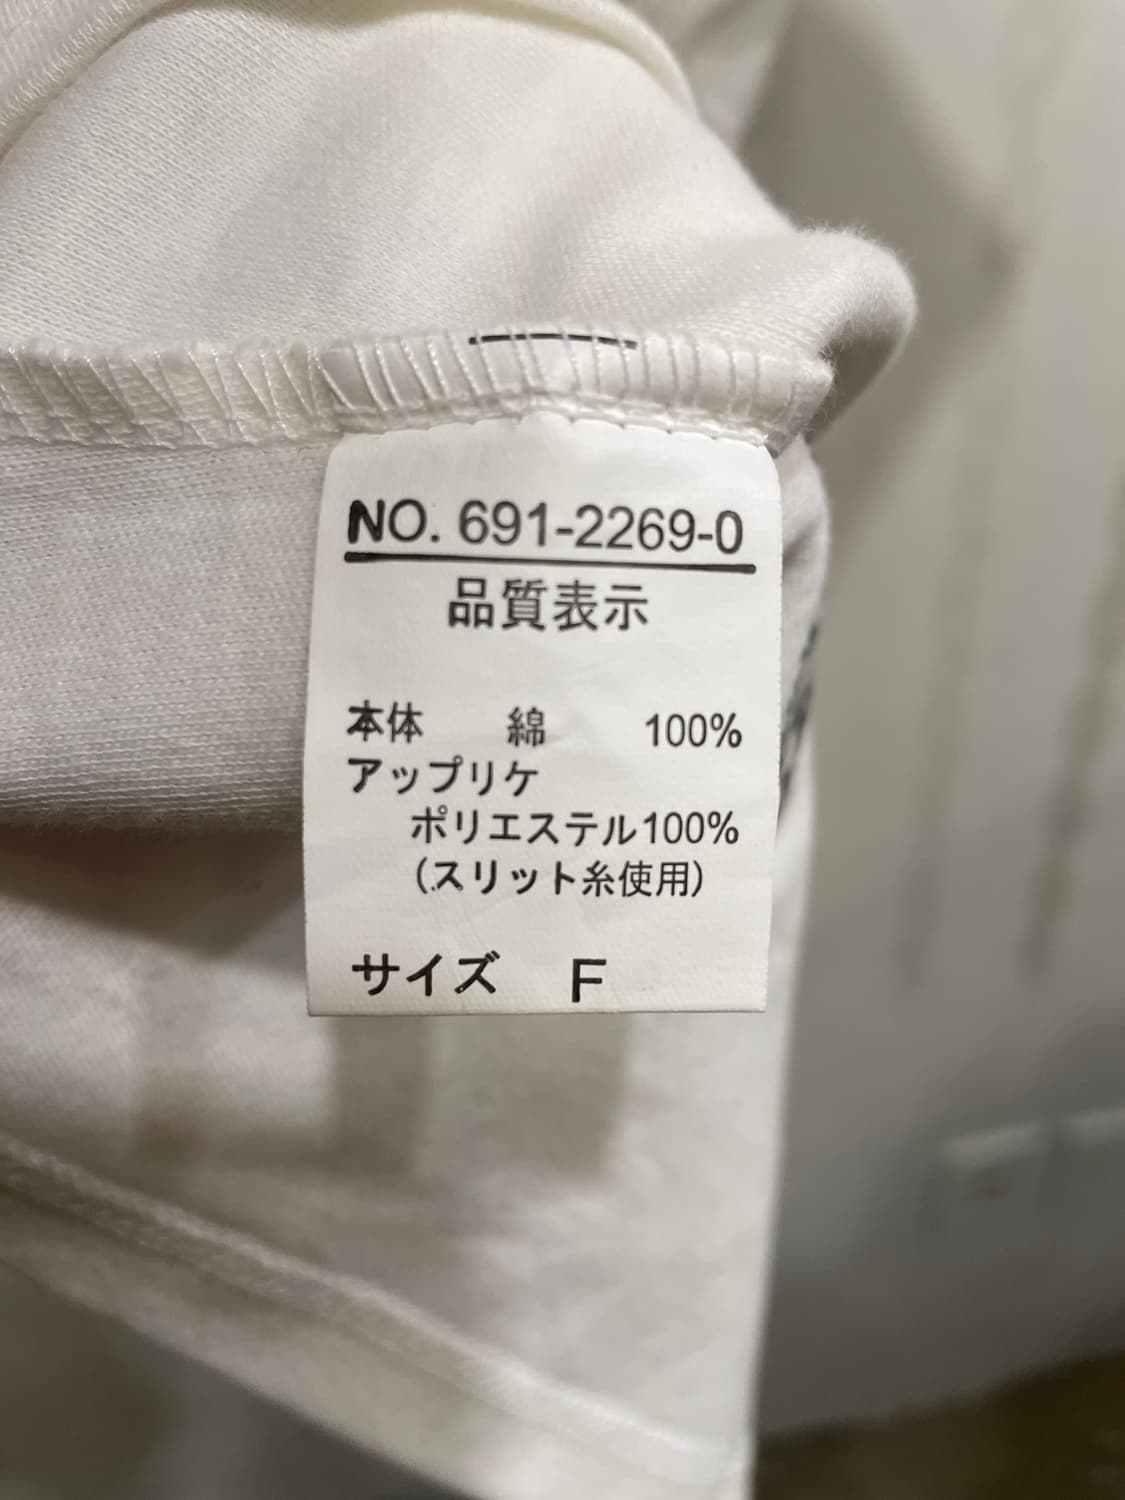 NO. 691-2269-0
品質表示
本体 綿 100%
アップリケ
ポリエステル100%
(スリット糸使用)
サイズ F